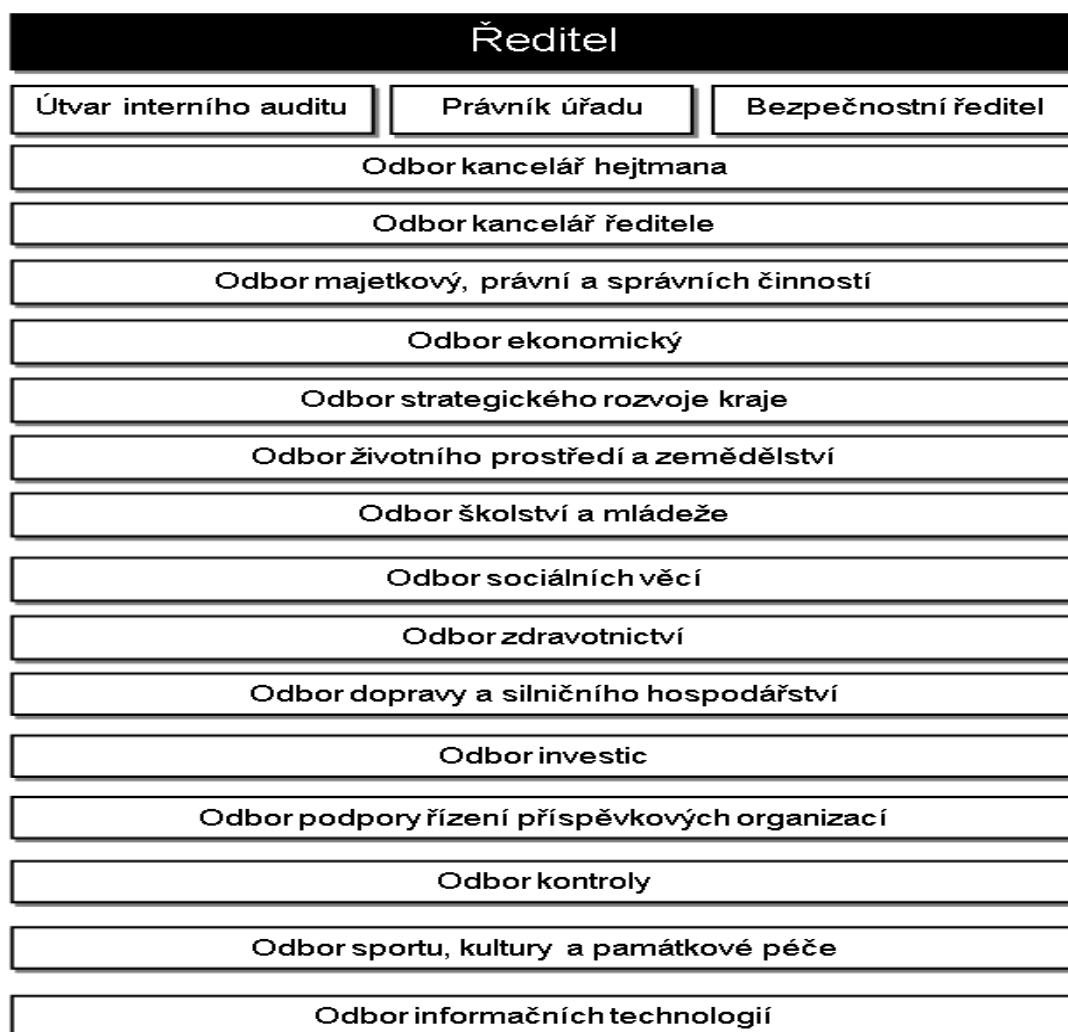 Ředitel
Útvar interního auditu
Právník úřadu
Bezpečnostní ředitel
Odbor kancelář hejtmana
Odbor kancelář ředitele
Odbor majetkový, právní a správních činností
Odbor ekonomický
Odbor strategického rozvoje kraje
Odbor životního prostředí a zemědělství
Odbor školství a mládeže
Odbor sociálních věcí
Odbor zdravotnictví
Odbor dopravy a silničního hospodářství
Odbor investic
Odbor podpory řízení příspěvkových organizací
Odbor kontroly
Odbor sportu, kultury a památkové péče
Odbor informačních technologií